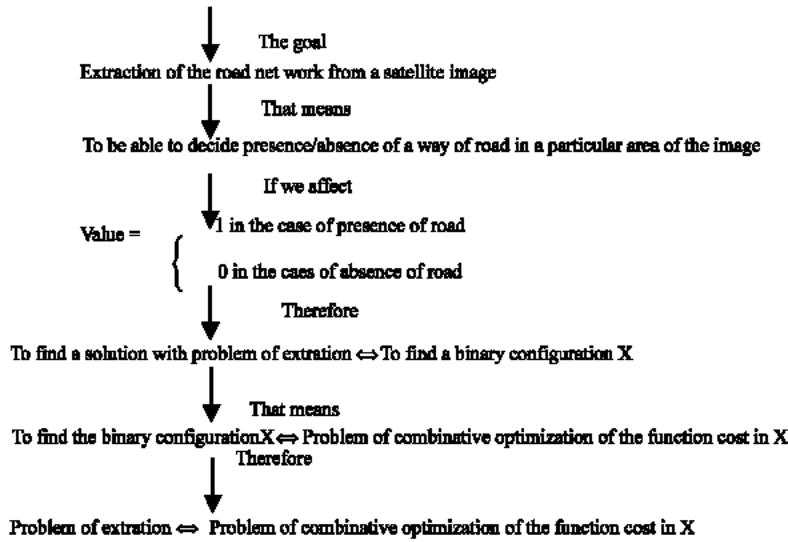 The goal
Extraction of the road net work from a satellite image
That means
To be able to decide presence/absence of a way of road in a particular area of the image
If we affect
1 in the case of presence of road
Value =
0 in the caes of absence of road
Therefore
To find a solution with problem of extration ⇔ To find a binary configuration X
That means
To find the binary configurationX ⇔ Problem of combinative optimization of the function cost in X
Therefore
Problem of extration ⇔ Problem of combinative optimization of the function cost in X